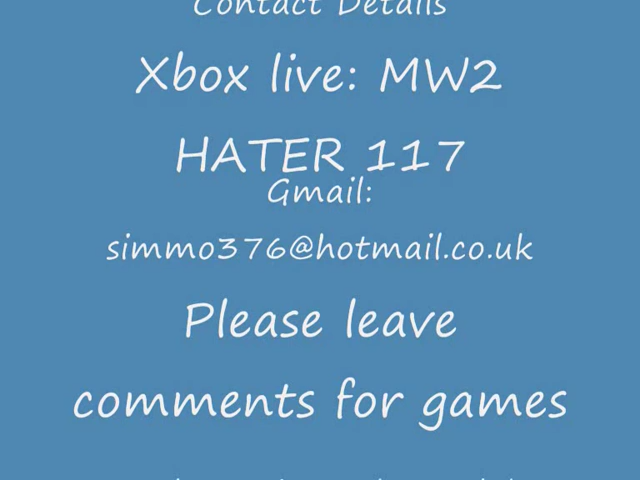 Contact Details
Xbox live: MW2
HATER 117
Gmail:
simmo376@hotmail.co.uk
Please leave
comments for games